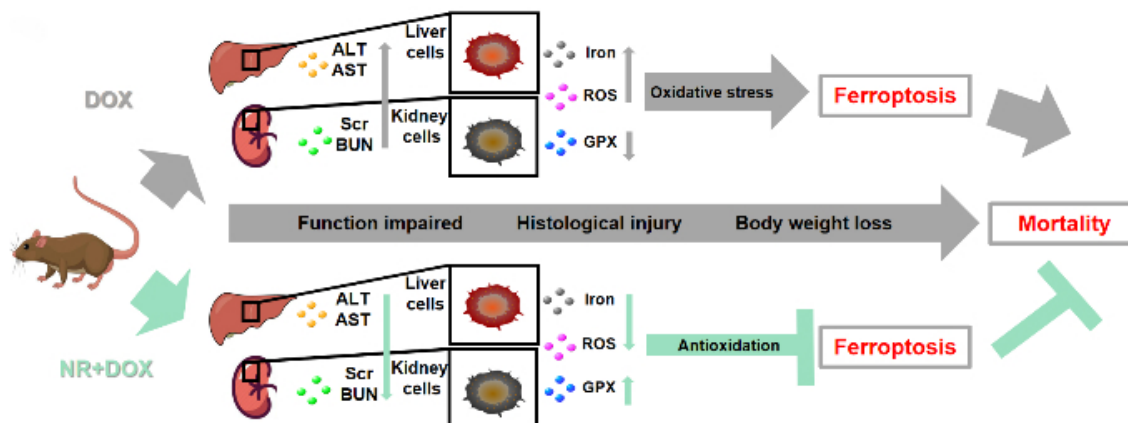 DOX
ALT
AST
Liver
cells
Scr
BUN
Kidney
cells
Iron
ROS
GPX
Oxidative stress
Ferroptosis
Function impaired
Histological injury
Body weight loss
Mortality
NR+DOX
ALT
AST
Liver
cells
Scr
BUN
Kidney
cells
Iron
ROS
GPX
Antioxidation
Ferroptosis